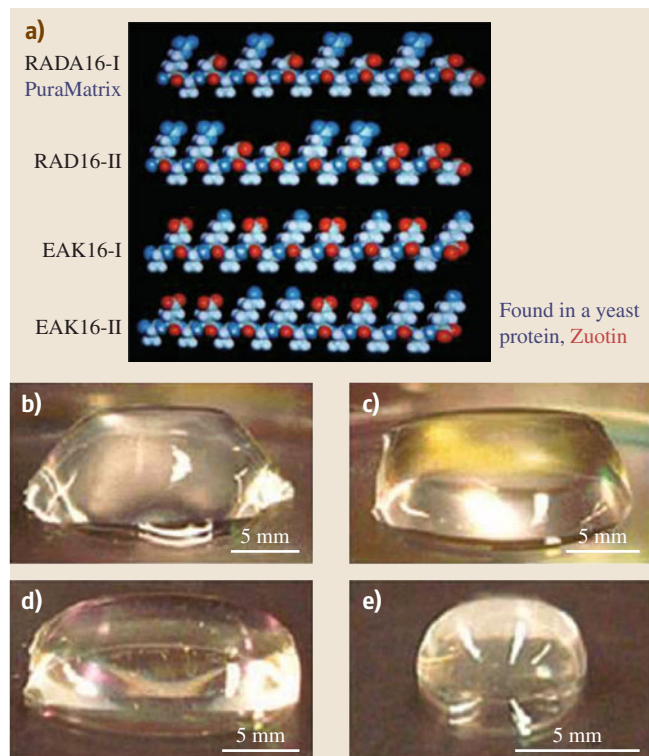 a)
RADA16-I
PuraMatrix
RAD16-II
EAK16-I
EAK16-II
Found in a yeast
protein, Zuotin
b)
5 mm
c)
5 mm
d)
5 mm
e)
5 mm